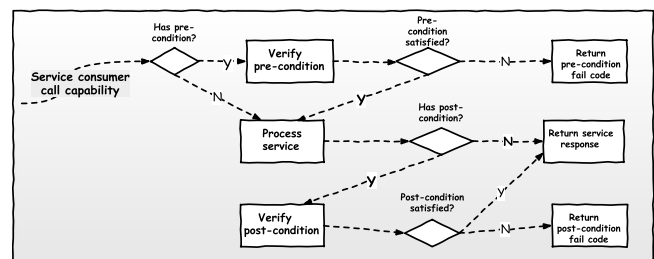 Has pre-
condition?
Pre-
condition
satisfied?
Service consumer
call capability
y
Verify
pre-condition
N
Return
pre-condition
fail code
N
y
Process
service
Has post-
condition?
N
Return service
response
y
Verify
post-condition
Post-condition
satisfied?
y
N
Return
post-condition
fail code